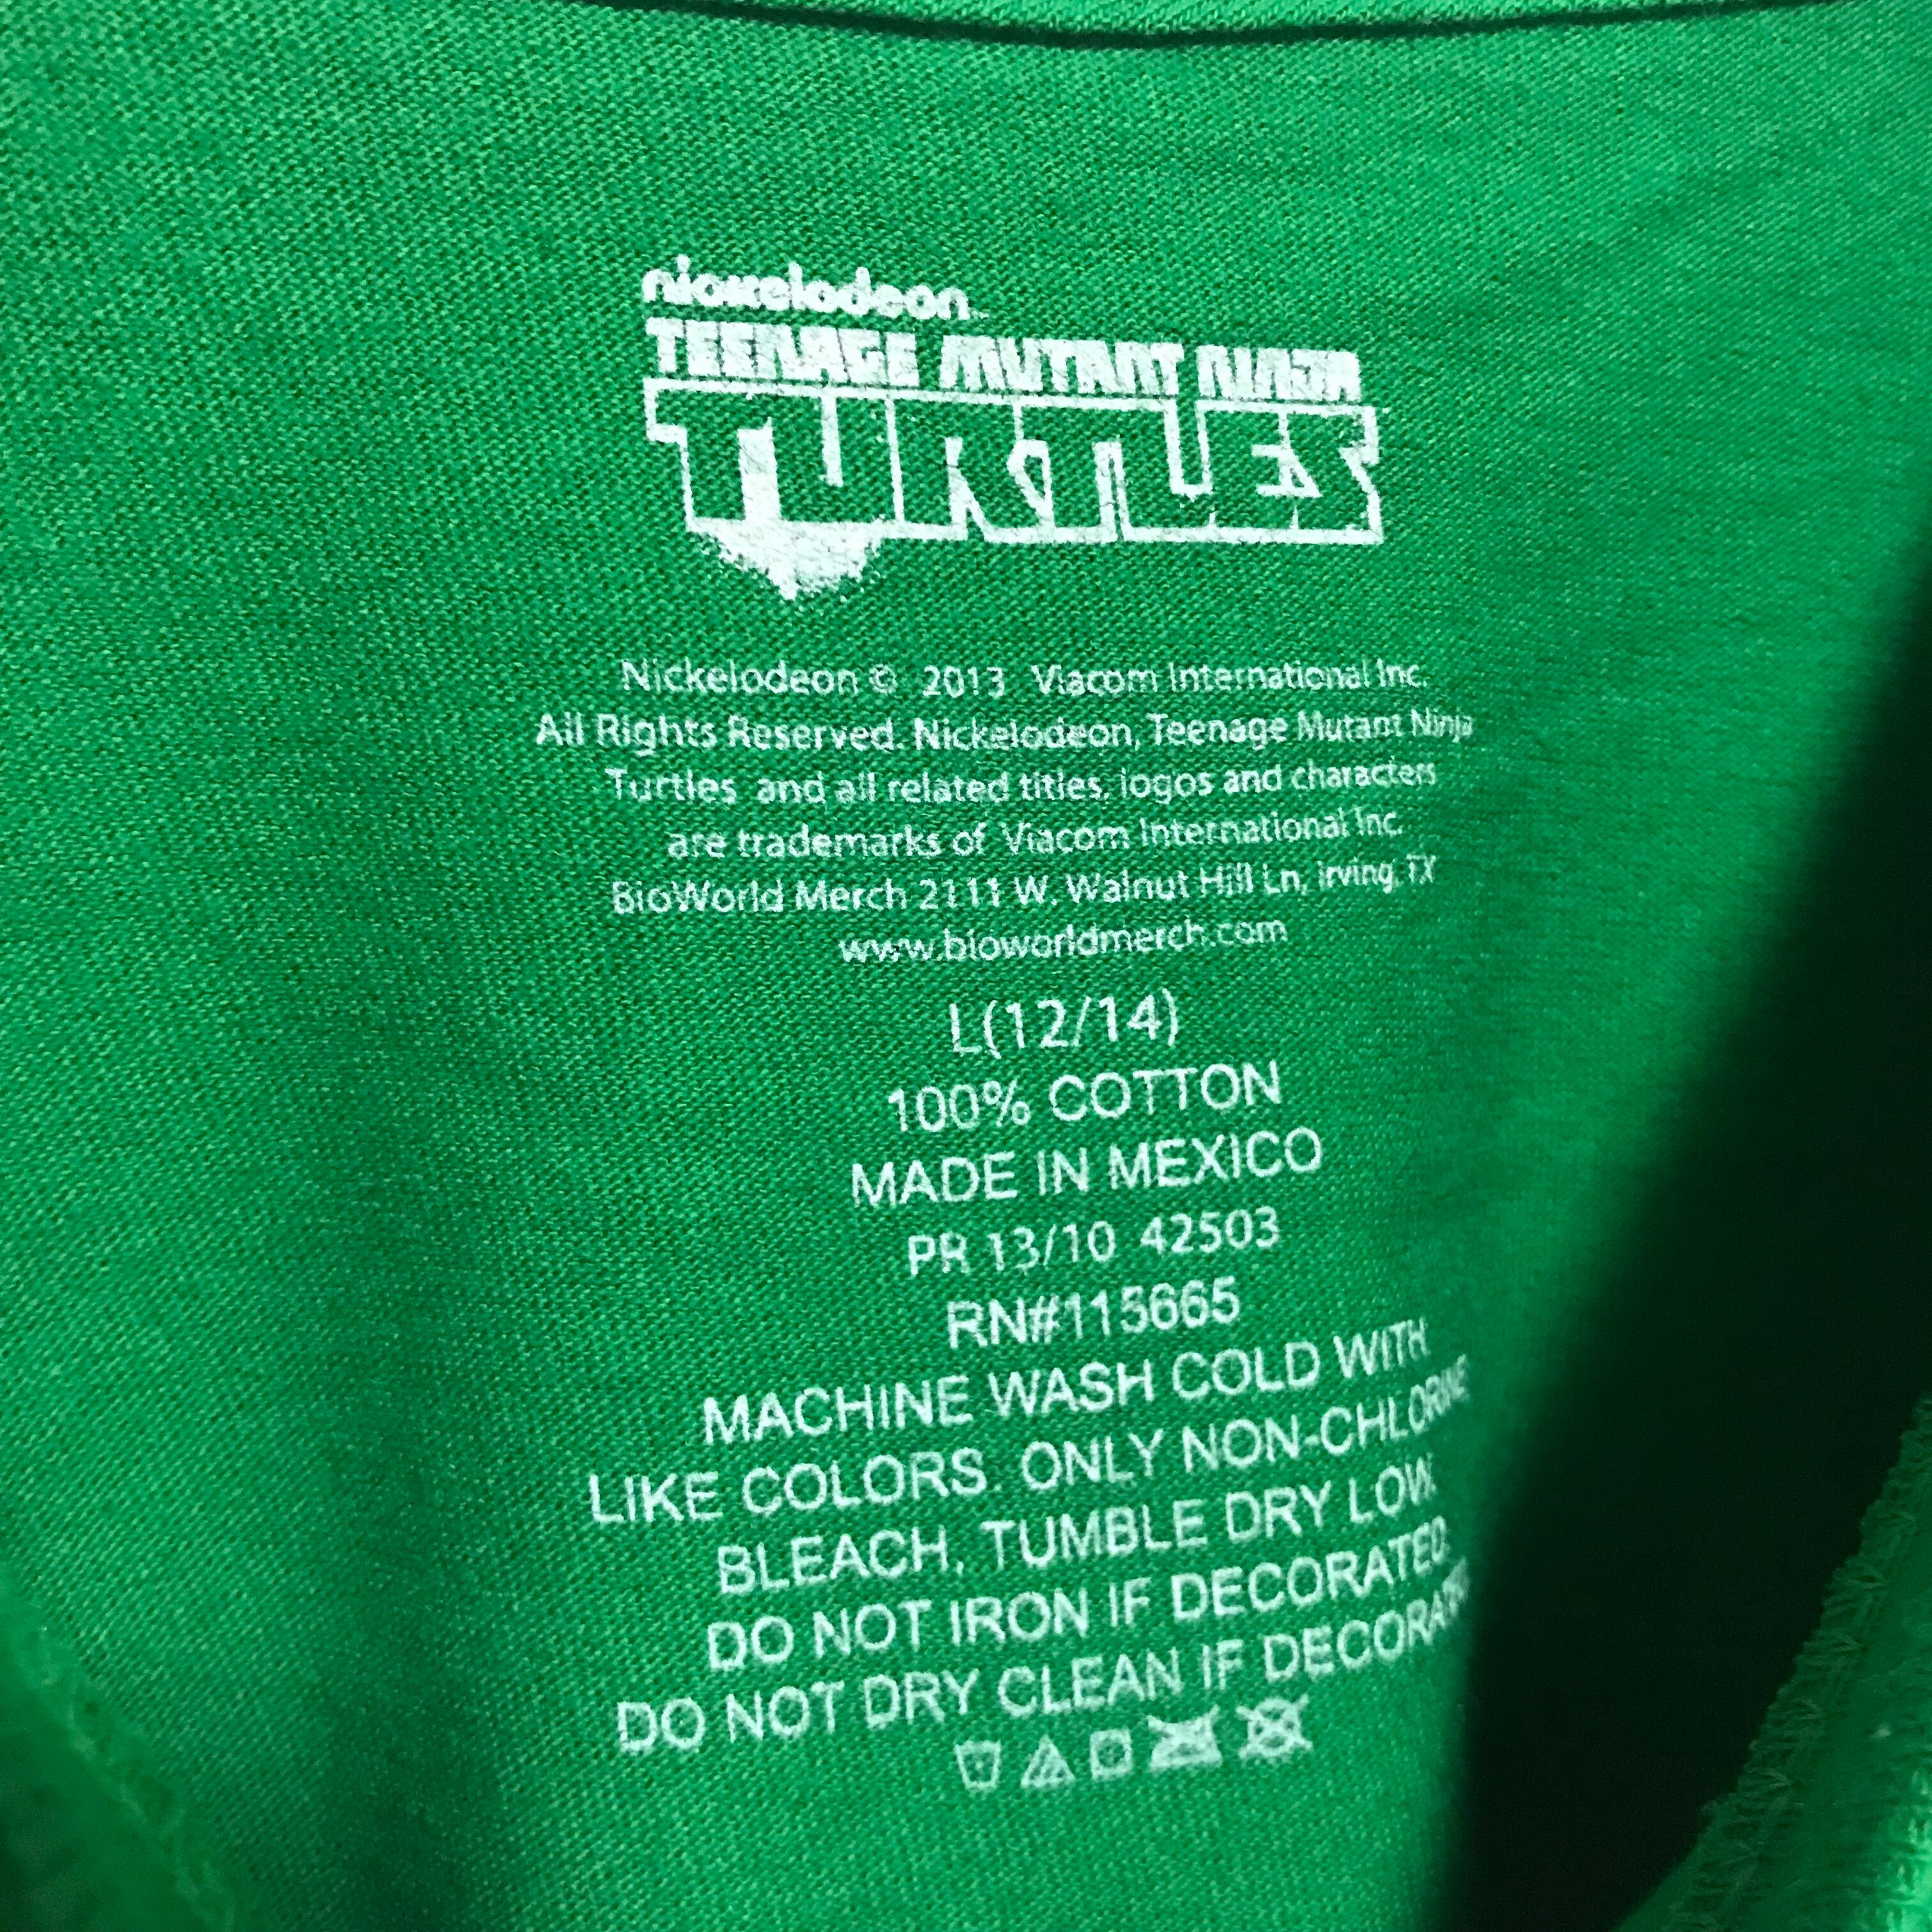 nickelodeon
TEENAGE MUTANT NINJA
TURTLES
Nickelodeon © 2013 Viacom International Inc.
All Rights Reserved. Nickelodeon, Teenage Mutant Ninja
Turtles and all related titles, logos and characters
are trademarks of Viacom International Inc.
BioWorld Merch 2111 W. Walnut Hill Ln, Irving, TX
www.bioworldmerch.com
L(12/14)
100% COTTON
MADE IN MEXICO
PR 13/10 42503
RN#115665
MACHINE WASH COLD WITH
LIKE COLORS. ONLY NON-CHLORINE
BLEACH, TUMBLE DRY LOW.
DO NOT IRON IF DECORATED.
DO NOT DRY CLEAN IF DECORATED